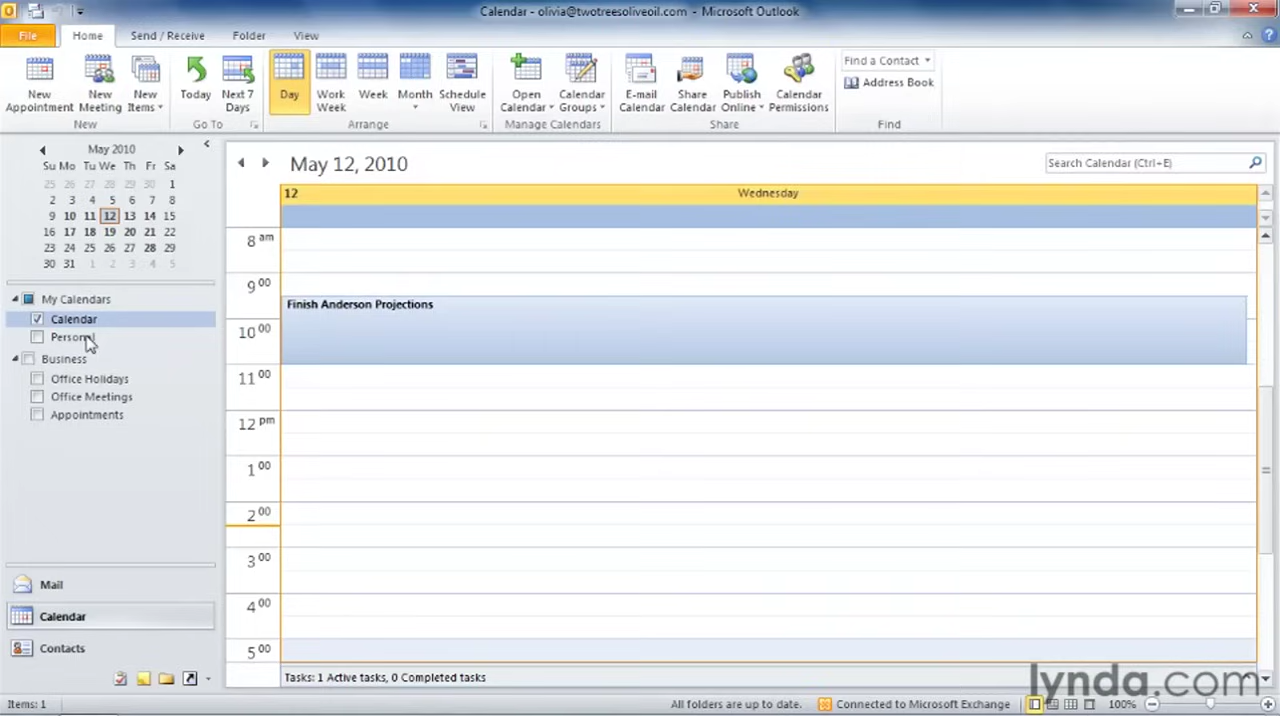 Calendar - olivia@twotreesoliveoil.com - Microsoft Outlook
File Home Send / Receive Folder View
New Appointment
New Meeting
New Items
Today
Next 7 Days
Day
Work Week
Week
Month
Schedule View
Open Calendar
Calendar Groups
E-mail Calendar
Share Calendar
Publish Online
Calendar Permissions
Find a Contact
Address Book
New Go To Arrange Manage Calendars Share Find
May 2010
Su Mo Tu We Th Fr Sa
25 26 27 28 29 30 1
2 3 4 5 6 7 8
9 10 11 12 13 14 15
16 17 18 19 20 21 22
23 24 25 26 27 28 29
30 31 1 2 3 4 5
My Calendars
Calendar
Personal
Business
Office Holidays
Office Meetings
Appointments
Mail
Calendar
Contacts
May 12, 2010
Search Calendar (Ctrl+E)
12 Wednesday
8 am
9 00
Finish Anderson Projections
10 00
11 00
12 pm
1 00
2 00
3 00
4 00
5 00
Tasks: 1 Active tasks, 0 Completed tasks
lynda.com
Items: 1
All folders are up to date.
Connected to Microsoft Exchange
100%